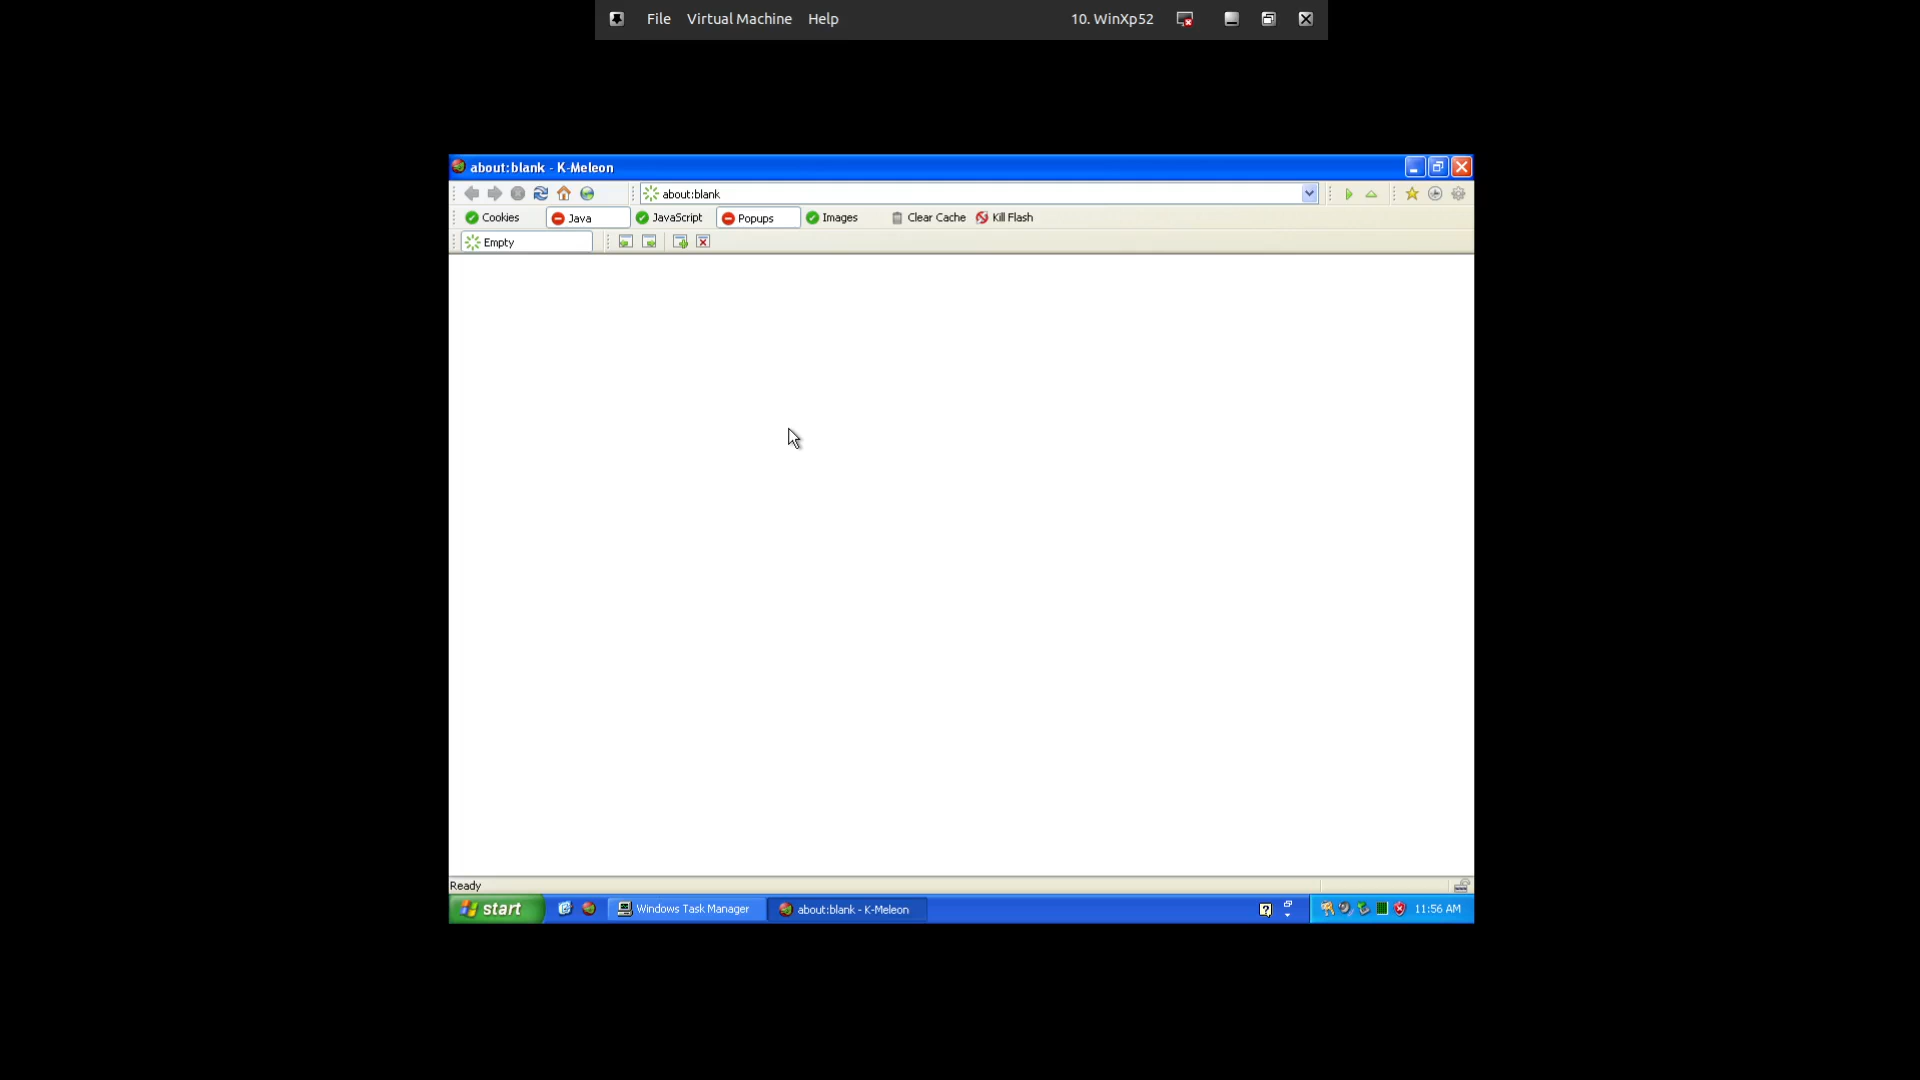 File Virtual Machine Help 10. WinXp52
about:blank - K-Meleon
about:blank
Cookies Java JavaScript Popups Images Clear Cache Kill Flash
Empty
Ready
start Windows Task Manager about:blank - K-Meleon 11:56 AM